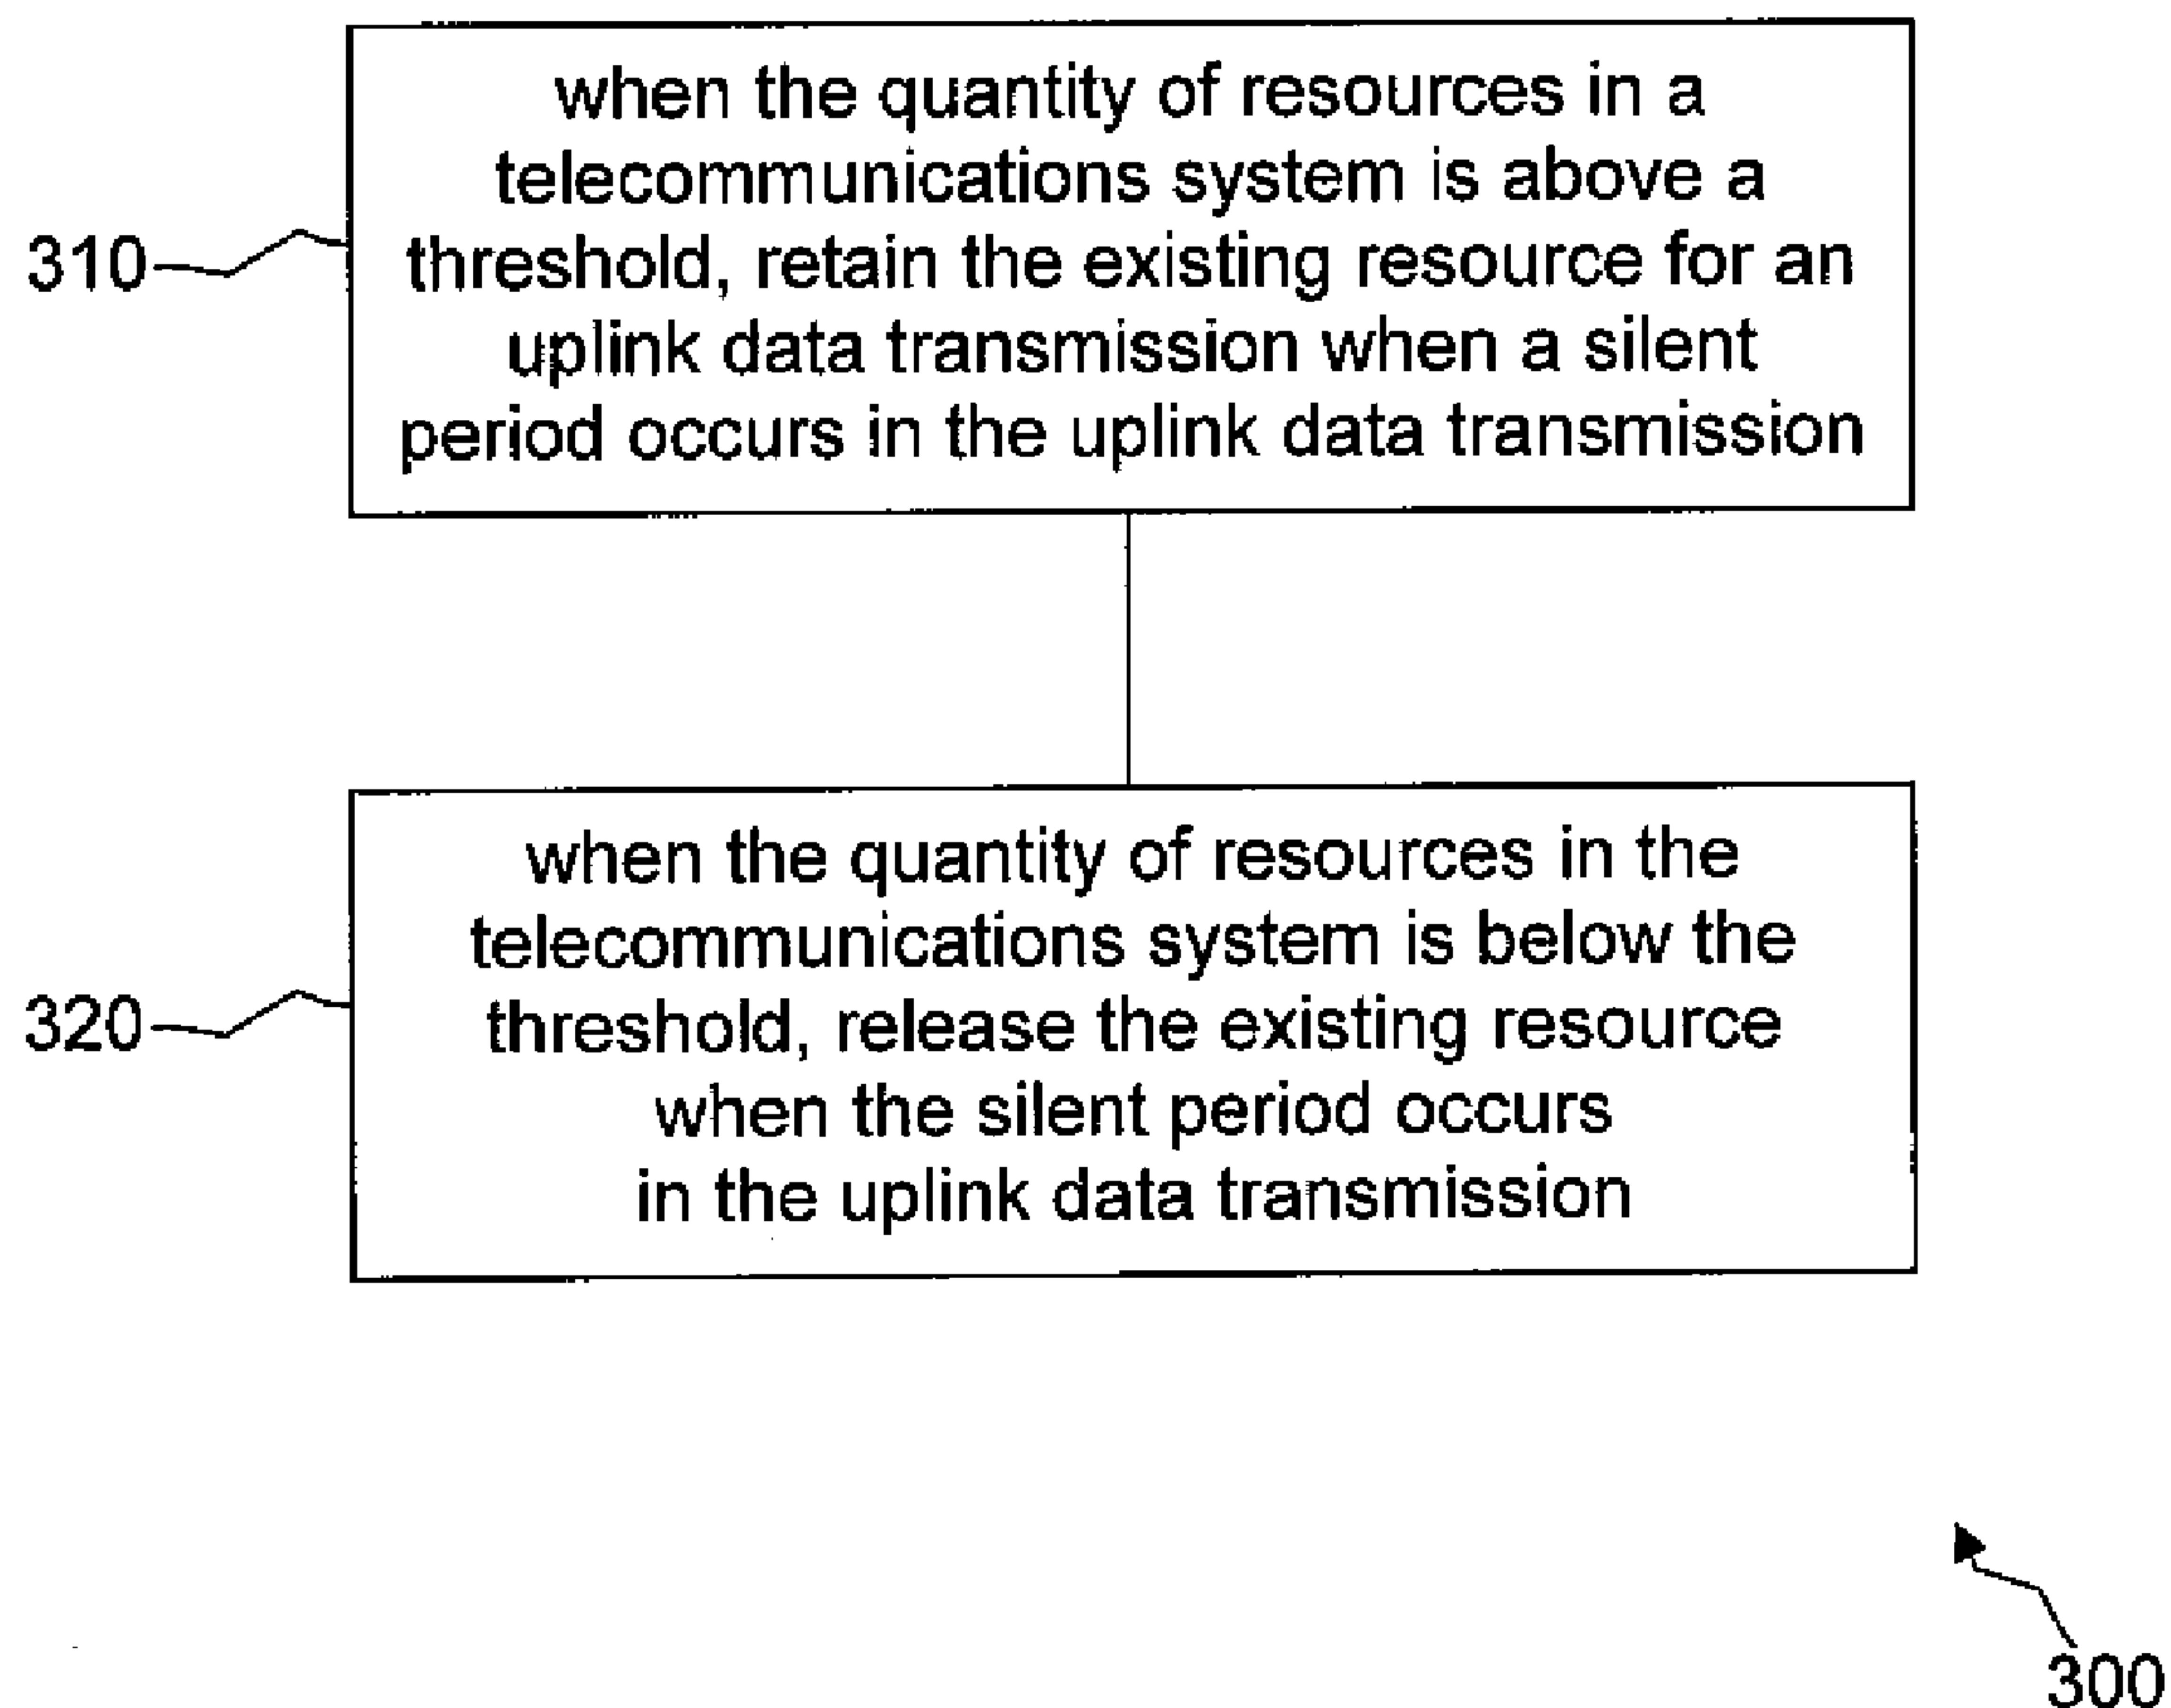 when the quantity of resources in a
telecommunications system is above a
310
threshold, retain the existing resource for an
uplink data transmission when a silent
period occurs in the uplink data transmission
when the quantity of resources in the
telecommunications system is below the
320
threshold, release the existing resource
when the silent period occurs
in the uplink data transmission
300